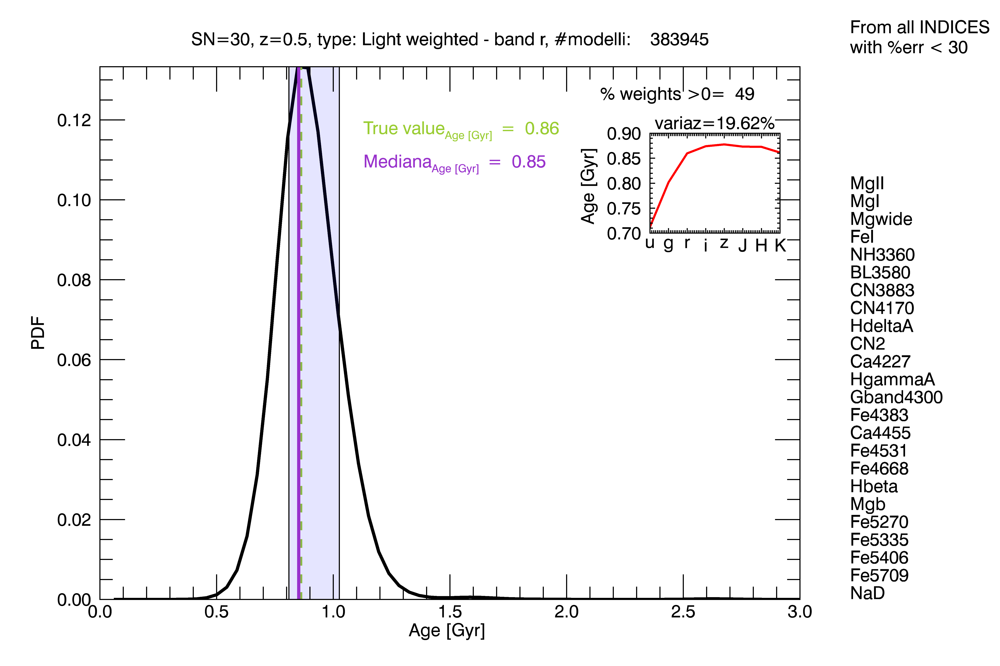 SN=30, z=0.5, type: Light weighted - band r, #modelli: 383945
From all INDICES
with %err < 30
% weights >0= 49
variaz=19.62%
True value Age [Gyr] = 0.86
Mediana Age [Gyr] = 0.85
0.90
0.85
0.80
0.75
0.70
Age [Gyr]
u g r i z J H K
0.12
0.10
0.08
0.06
0.04
0.02
0.00
PDF
0.0 0.5 1.0 1.5 2.0 2.5 3.0
Age [Gyr]
MgII
MgI
Mgwide
FeI
NH3360
BL3580
CN3883
CN4170
HdeltaA
CN2
Ca4227
HgammaA
Gband4300
Fe4383
Ca4455
Fe4531
Fe4668
Hbeta
Mgb
Fe5270
Fe5335
Fe5406
Fe5709
NaD